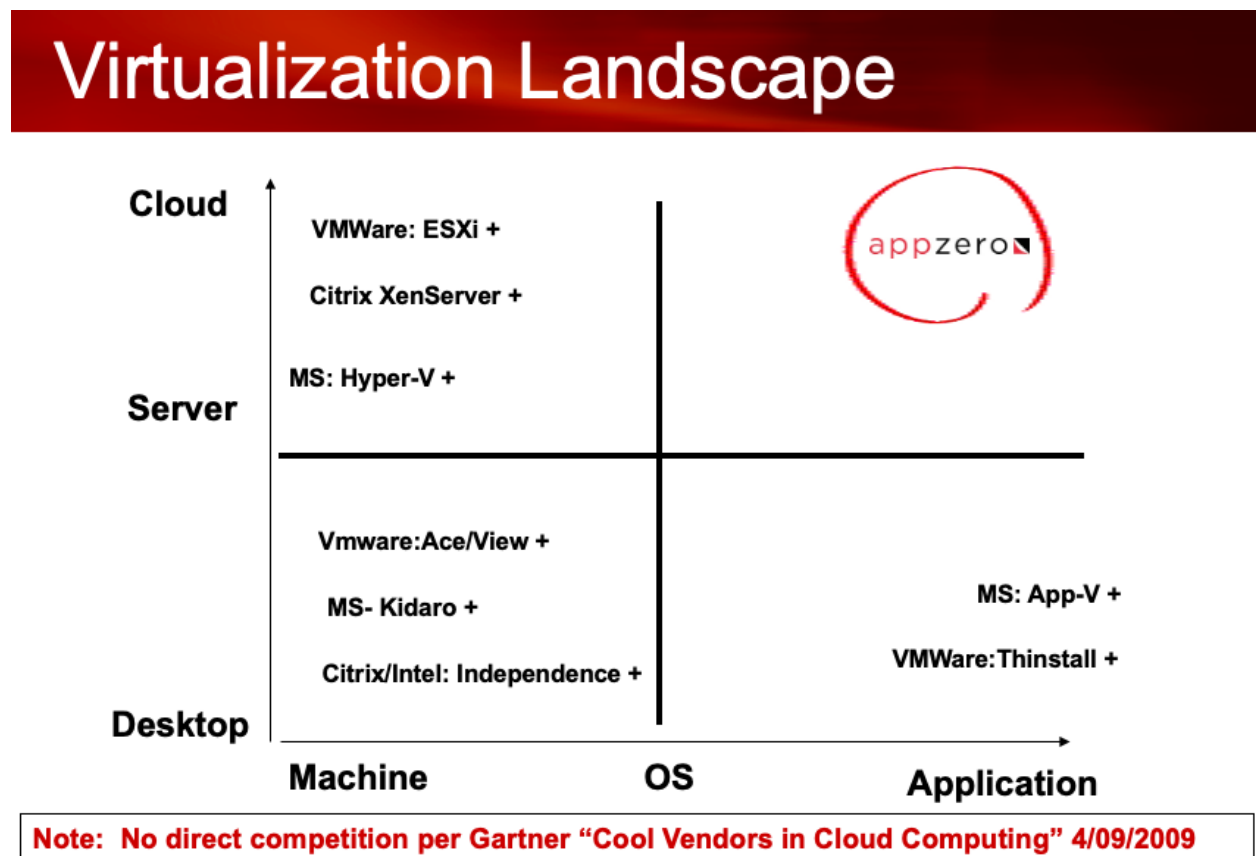 Virtualization Landscape
Cloud
VMWare: ESXi +
appzero
Citrix XenServer +
MS: Hyper-V +
Server
Vmware:Ace/View +
MS: App-V +
MS- Kidaro +
VMWare:Thinstall +
Citrix/Intel: Independence +
Desktop
Machine OS Application
Note: No direct competition per Gartner “Cool Vendors in Cloud Computing” 4/09/2009